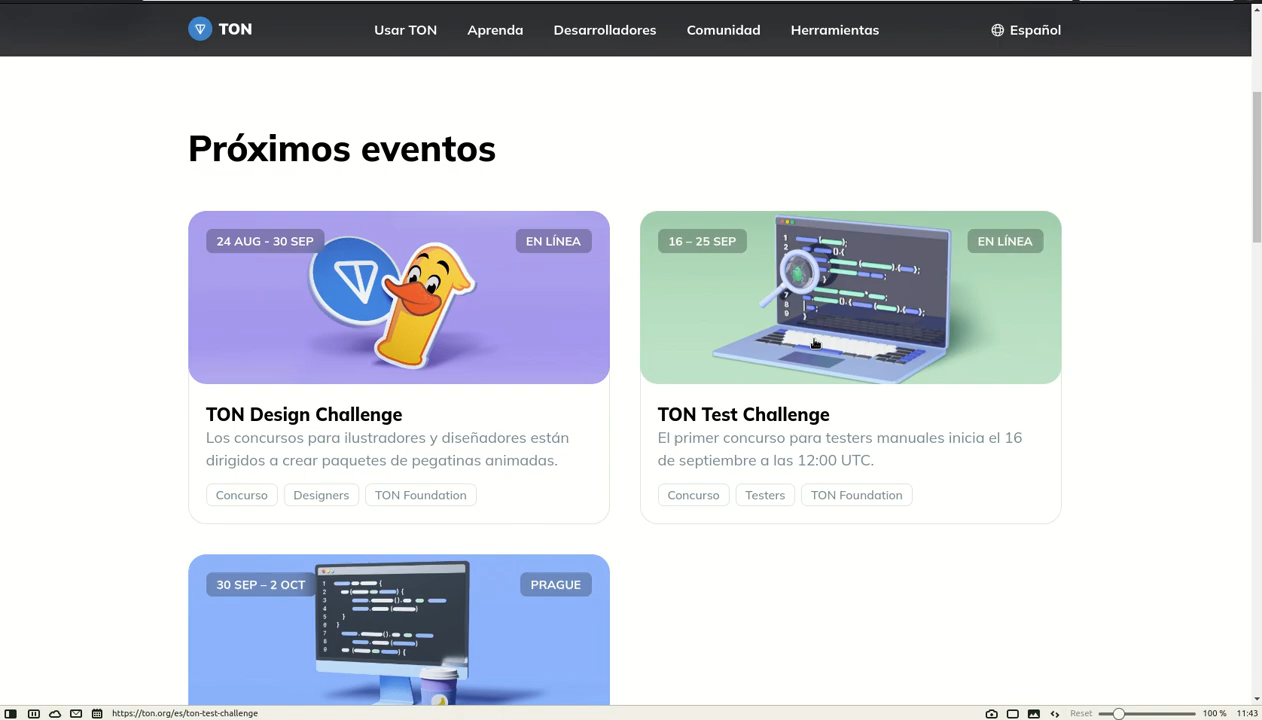 TON
Usar TON
Aprenda
Desarrolladores
Comunidad
Herramientas
Español
Próximos eventos
24 AUG - 30 SEP
EN LÍNEA
TON Design Challenge
Los concursos para ilustradores y diseñadores están
dirigidos a crear paquetes de pegatinas animadas.
Concurso
Designers
TON Foundation
16 – 25 SEP
EN LÍNEA
TON Test Challenge
El primer concurso para testers manuales inicia el 16
de septiembre a las 12:00 UTC.
Concurso
Testers
TON Foundation
30 SEP – 2 OCT
PRAGUE
https://ton.org/es/ton-test-challenge
Reset
100 %
11:43